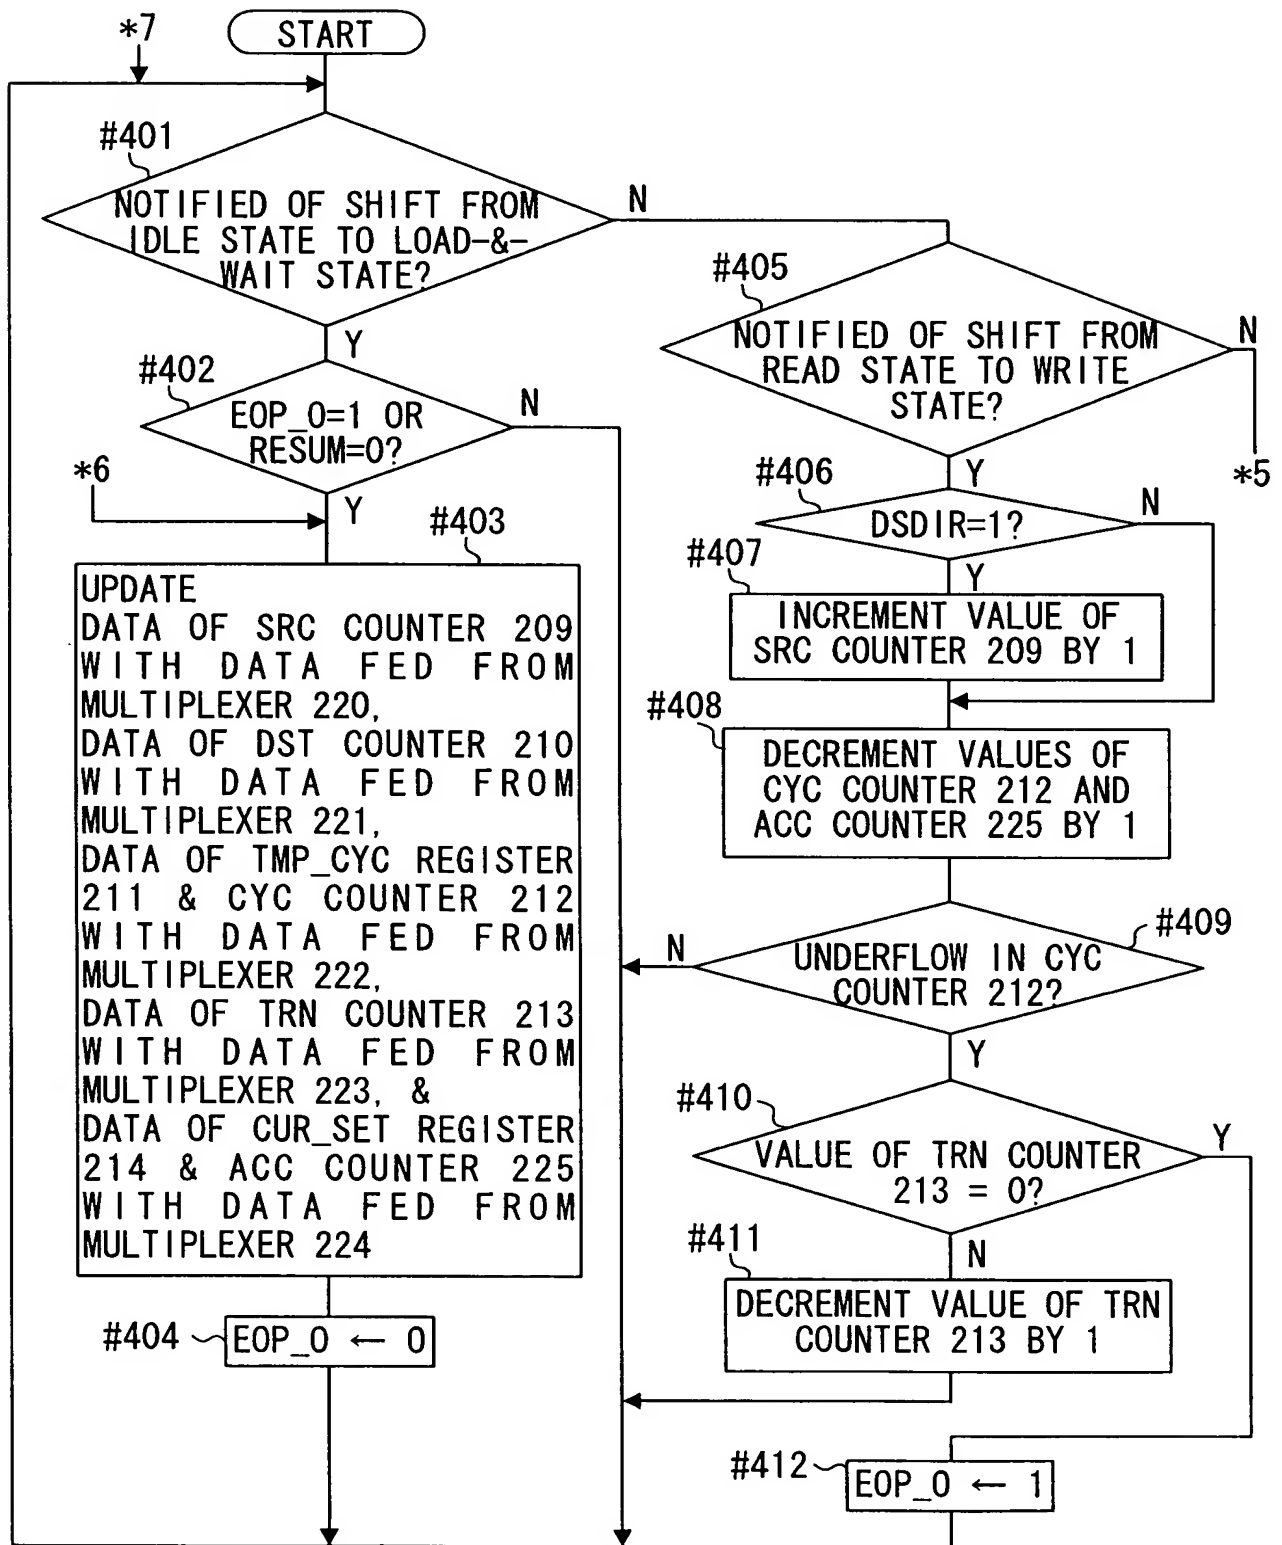 *7
START
#401
NOTIFIED OF SHIFT FROM
IDLE STATE TO LOAD-&-
WAIT STATE?
N
Y
#402
EOP_0=1 OR
RESUM=0?
N
Y
*6
#403
UPDATE
DATA OF SRC COUNTER 209
WITH DATA FED FROM
MULTIPLEXER 220,
DATA OF DST COUNTER 210
WITH DATA FED FROM
MULTIPLEXER 221,
DATA OF TMP_CYC REGISTER
211 & CYC COUNTER 212
WITH DATA FED FROM
MULTIPLEXER 222,
DATA OF TRN COUNTER 213
WITH DATA FED FROM
MULTIPLEXER 223, &
DATA OF CUR_SET REGISTER
214 & ACC COUNTER 225
WITH DATA FED FROM
MULTIPLEXER 224
#404
EOP_0 ← 0
#405
NOTIFIED OF SHIFT FROM
READ STATE TO WRITE
STATE?
N
*5
Y
#406
DSDIR=1?
N
Y
#407
INCREMENT VALUE OF
SRC COUNTER 209 BY 1
#408
DECREMENT VALUES OF
CYC COUNTER 212 AND
ACC COUNTER 225 BY 1
#409
UNDERFLOW IN CYC
COUNTER 212?
N
Y
#410
VALUE OF TRN COUNTER
213 = 0?
Y
N
#411
DECREMENT VALUE OF TRN
COUNTER 213 BY 1
#412
EOP_0 ← 1